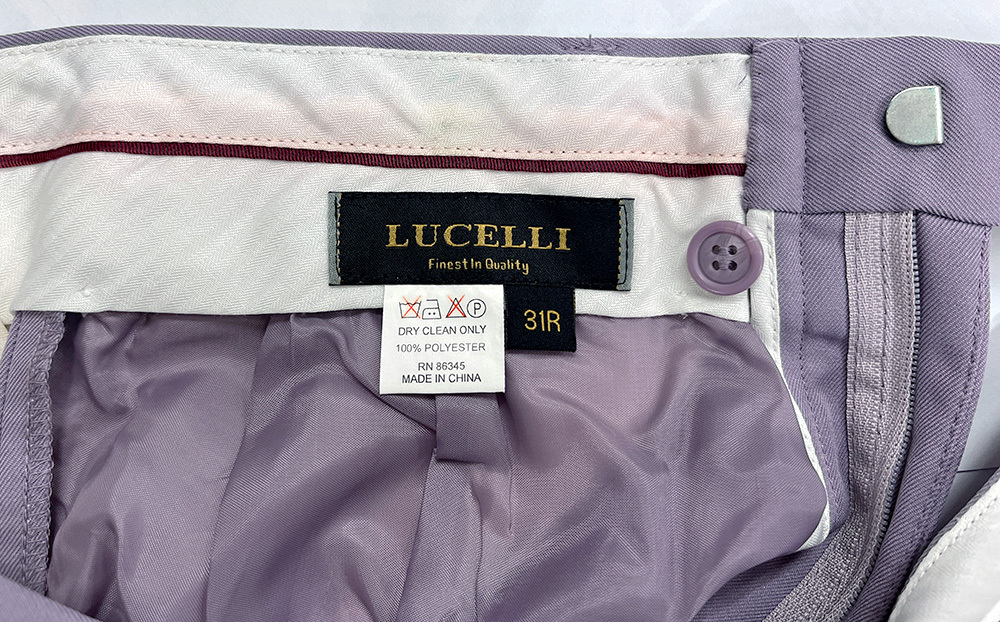 LUCELLI
Finest In Quality
31R
P
DRY CLEAN ONLY
100% POLYESTER
RN 86345
MADE IN CHINA